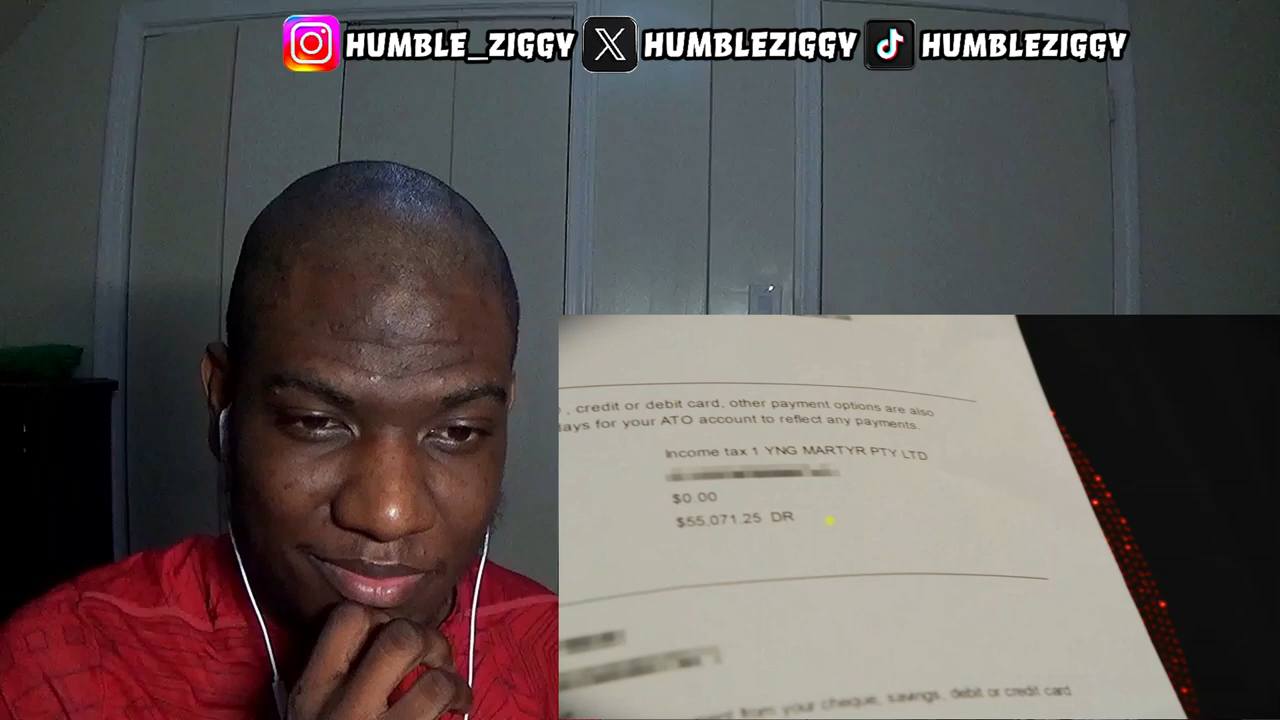 HUMBLE_ZIGGY HUMBLEZIGGY HUMBLEZIGGY
, credit or debit card, other payment options are also
days for your ATO account to reflect any payments.
Income tax 1 YNG MARTYR PTY LTD
$0.00
$55,071.25 DR
from your cheque, savings, debit or credit card